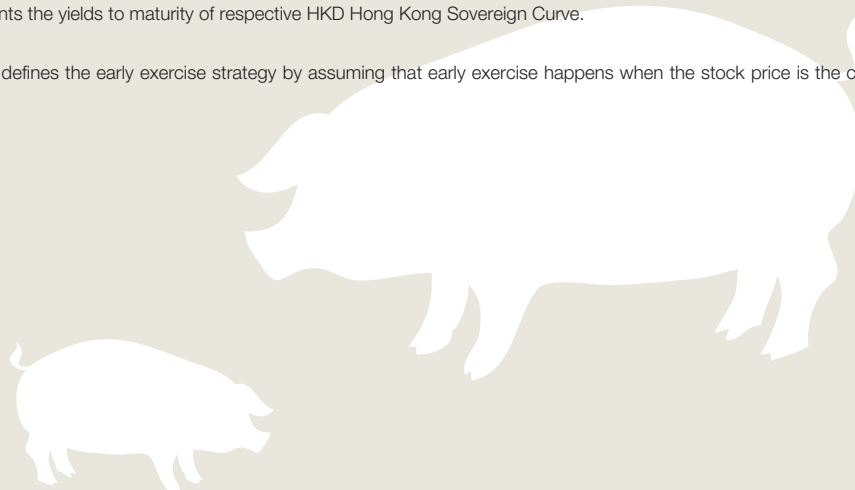 nts the yields to maturity of respective HKD Hong Kong Sovereign Curve.
defines the early exercise strategy by assuming that early exercise happens when the stock price is the c